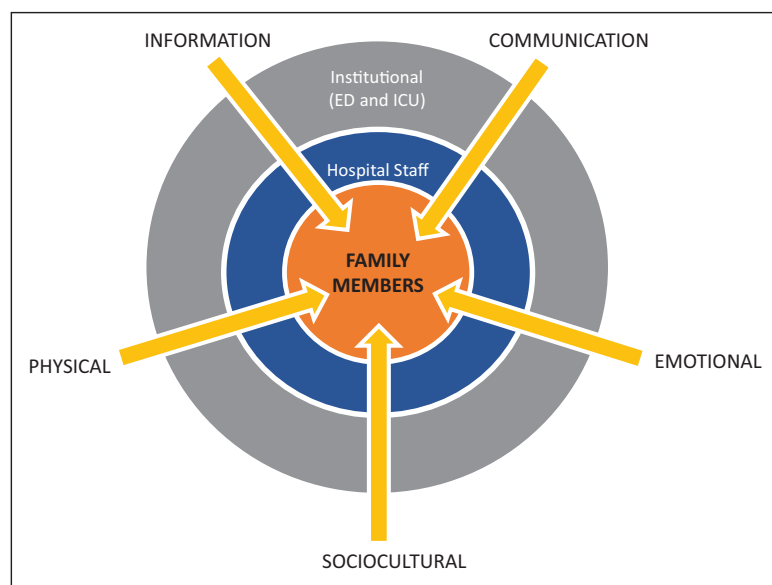 INFORMATION
COMMUNICATION
Institutional
(ED and ICU)
Hospital Staff
FAMILY
MEMBERS
PHYSICAL
EMOTIONAL
SOCIOCULTURAL